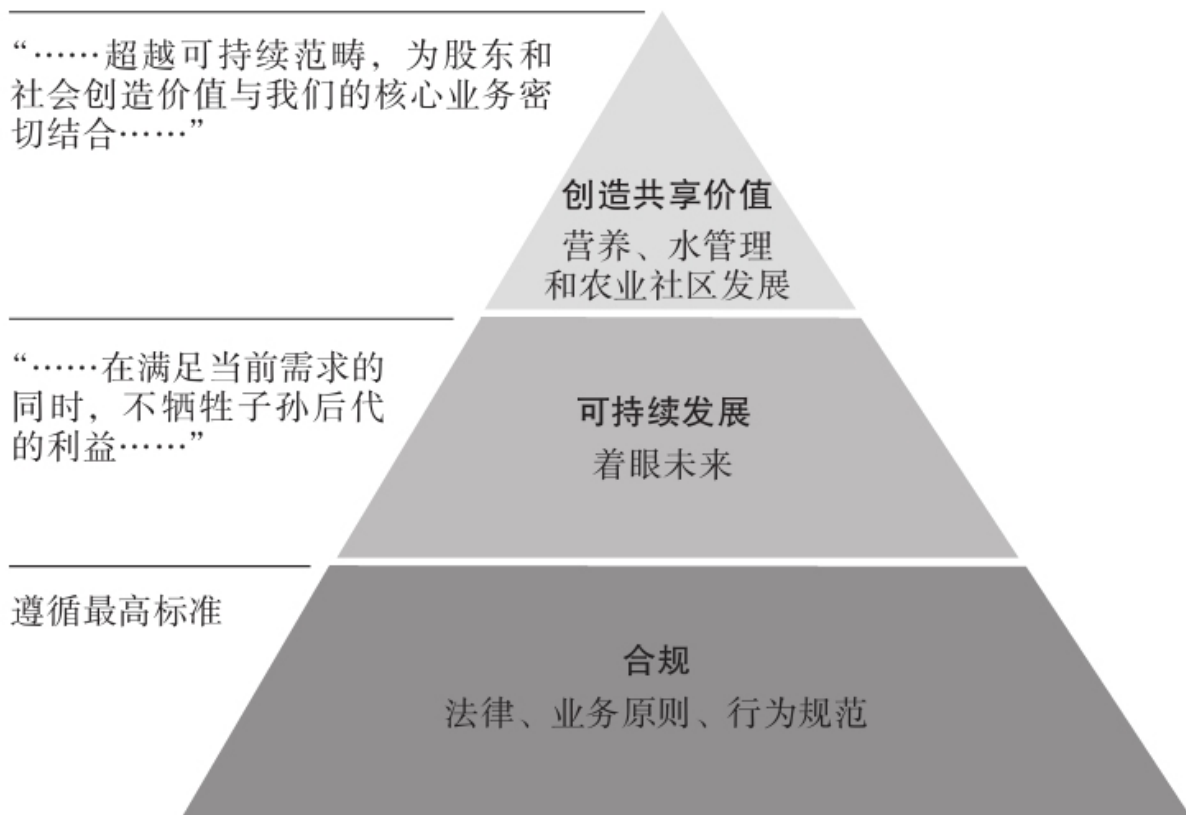 “……超越可持续范畴，为股东和
社会创造价值与我们的核心业务密
切结合……”
创造共享价值
营养、水管理
和农业社区发展
“……在满足当前需求的
同时，不牺牲子孙后代
的利益……”
可持续发展
着眼未来
遵循最高标准
合规
法律、业务原则、行为规范